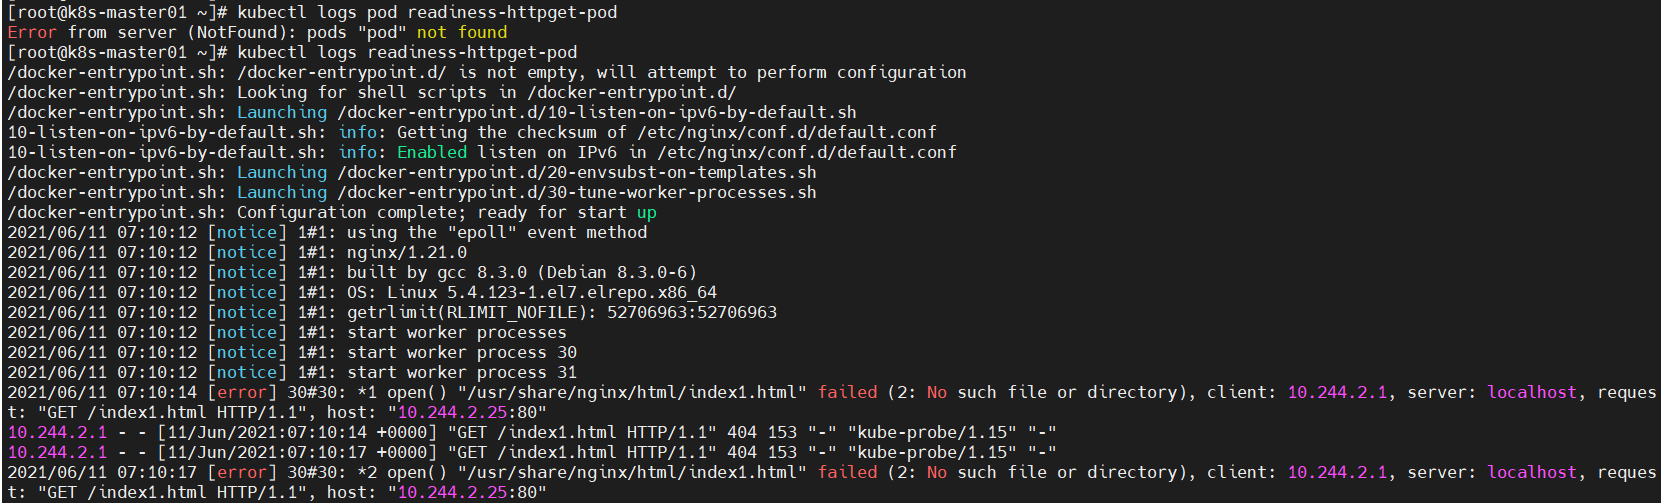 [root@k8s-master01 ~]# kubectl logs pod readiness-httpget-pod
Error from server (NotFound): pods "pod" not found
[root@k8s-master01 ~]# kubectl logs readiness-httpget-pod
/docker-entrypoint.sh: /docker-entrypoint.d/ is not empty, will attempt to perform configuration
/docker-entrypoint.sh: Looking for shell scripts in /docker-entrypoint.d/
/docker-entrypoint.sh: Launching /docker-entrypoint.d/10-listen-on-ipv6-by-default.sh
10-listen-on-ipv6-by-default.sh: info: Getting the checksum of /etc/nginx/conf.d/default.conf
10-listen-on-ipv6-by-default.sh: info: Enabled listen on IPv6 in /etc/nginx/conf.d/default.conf
/docker-entrypoint.sh: Launching /docker-entrypoint.d/20-envsubst-on-templates.sh
/docker-entrypoint.sh: Launching /docker-entrypoint.d/30-tune-worker-processes.sh
/docker-entrypoint.sh: Configuration complete; ready for start up
2021/06/11 07:10:12 [notice] 1#1: using the "epoll" event method
2021/06/11 07:10:12 [notice] 1#1: nginx/1.21.0
2021/06/11 07:10:12 [notice] 1#1: built by gcc 8.3.0 (Debian 8.3.0-6)
2021/06/11 07:10:12 [notice] 1#1: OS: Linux 5.4.123-1.el7.elrepo.x86_64
2021/06/11 07:10:12 [notice] 1#1: getrlimit(RLIMIT_NOFILE): 52706963:52706963
2021/06/11 07:10:12 [notice] 1#1: start worker processes
2021/06/11 07:10:12 [notice] 1#1: start worker process 30
2021/06/11 07:10:12 [notice] 1#1: start worker process 31
2021/06/11 07:10:14 [error] 30#30: *1 open() "/usr/share/nginx/html/index1.html" failed (2: No such file or directory), client: 10.244.2.1, server: localhost, reques
t: "GET /index1.html HTTP/1.1", host: "10.244.2.25:80"
10.244.2.1 - - [11/Jun/2021:07:10:14 +0000] "GET /index1.html HTTP/1.1" 404 153 "-" "kube-probe/1.15" "-"
10.244.2.1 - - [11/Jun/2021:07:10:17 +0000] "GET /index1.html HTTP/1.1" 404 153 "-" "kube-probe/1.15" "-"
2021/06/11 07:10:17 [error] 30#30: *2 open() "/usr/share/nginx/html/index1.html" failed (2: No such file or directory), client: 10.244.2.1, server: localhost, reques
t: "GET /index1.html HTTP/1.1", host: "10.244.2.25:80"